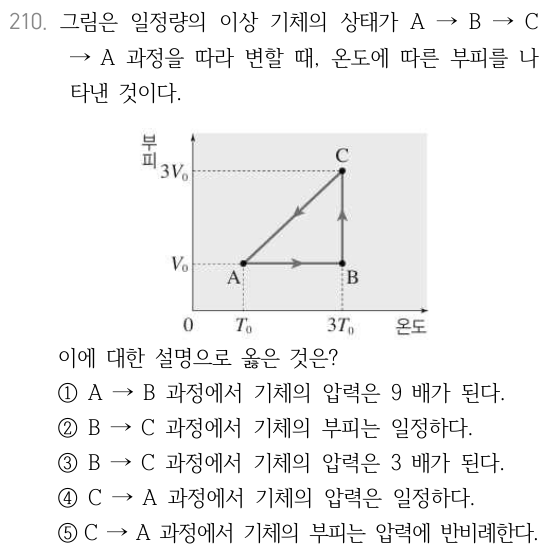 210. 그림은 일정량의 이상 기체의 상태가 A → B → C
→ A 과정을 따라 변할 때, 온도에 따른 부피를 나
타낸 것이다.
부피
3V₀
C
V₀
A
B
0
T₀
3T₀
온도
이에 대한 설명으로 옳은 것은?
① A → B 과정에서 기체의 압력은 9 배가 된다.
② B → C 과정에서 기체의 부피는 일정하다.
③ B → C 과정에서 기체의 압력은 3 배가 된다.
④ C → A 과정에서 기체의 압력은 일정하다.
⑤ C → A 과정에서 기체의 부피는 압력에 반비례한다.